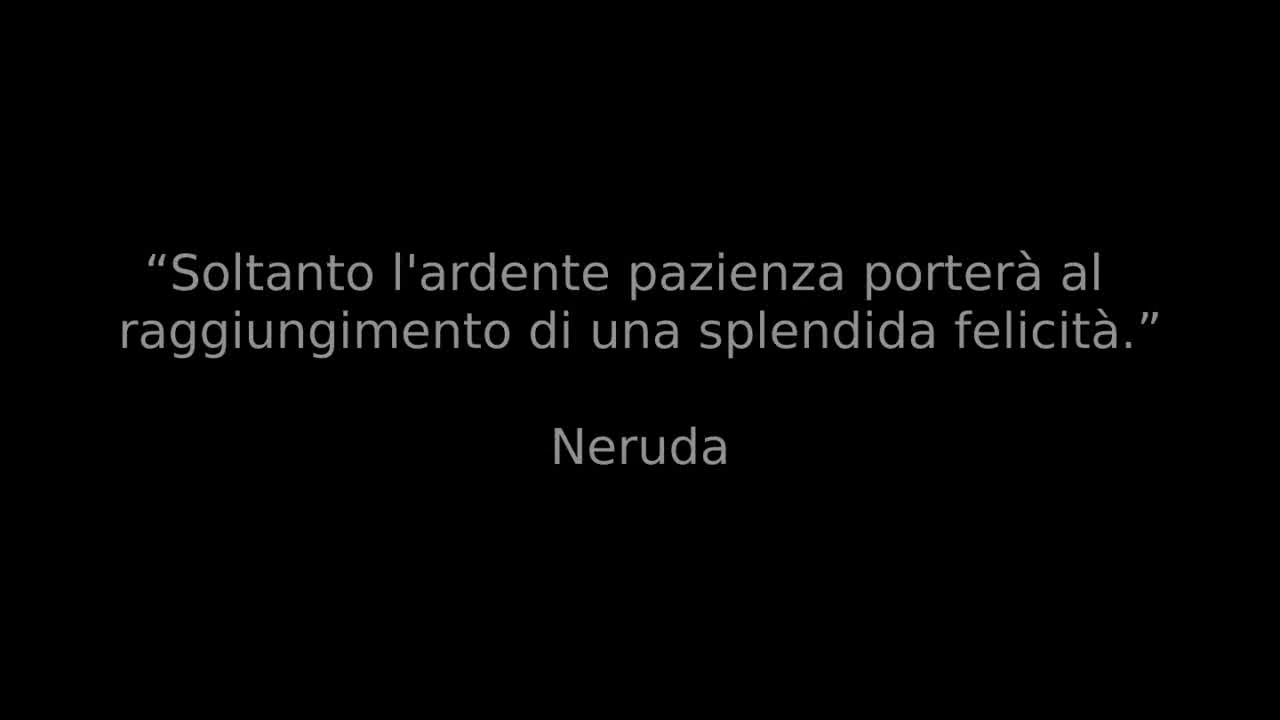 “Soltanto l'ardente pazienza porterà al
raggiungimento di una splendida felicità.”
Neruda